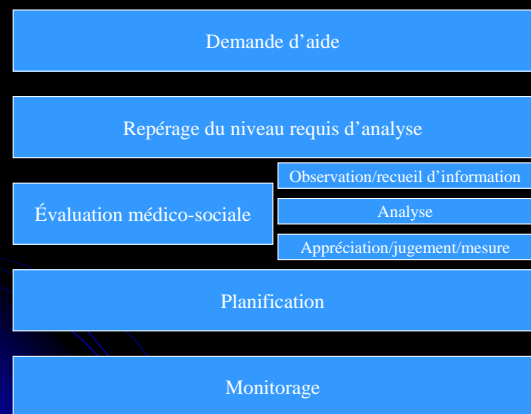 Demande d’aide
Repérage du niveau requis d’analyse
Évaluation médico-sociale
Observation/recueil d’information
Analyse
Appréciation/jugement/mesure
Planification
Monitorage